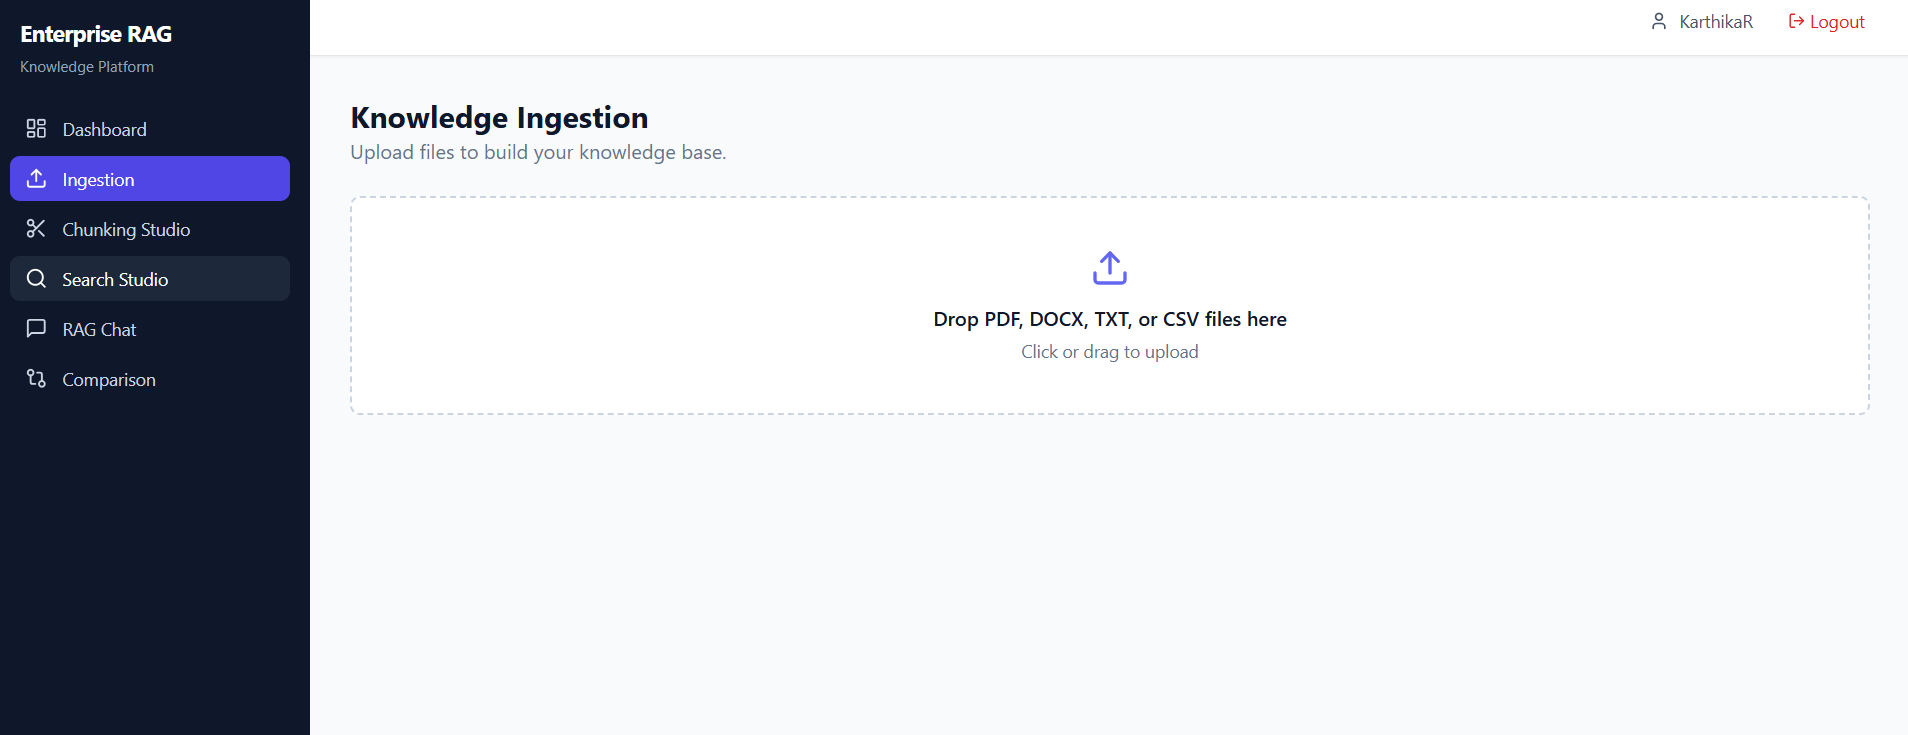 Enterprise RAG
Knowledge Platform
Dashboard
Ingestion
Chunking Studio
Search Studio
RAG Chat
Comparison
KarthikaR
Logout
Knowledge Ingestion
Upload files to build your knowledge base.
Drop PDF, DOCX, TXT, or CSV files here
Click or drag to upload